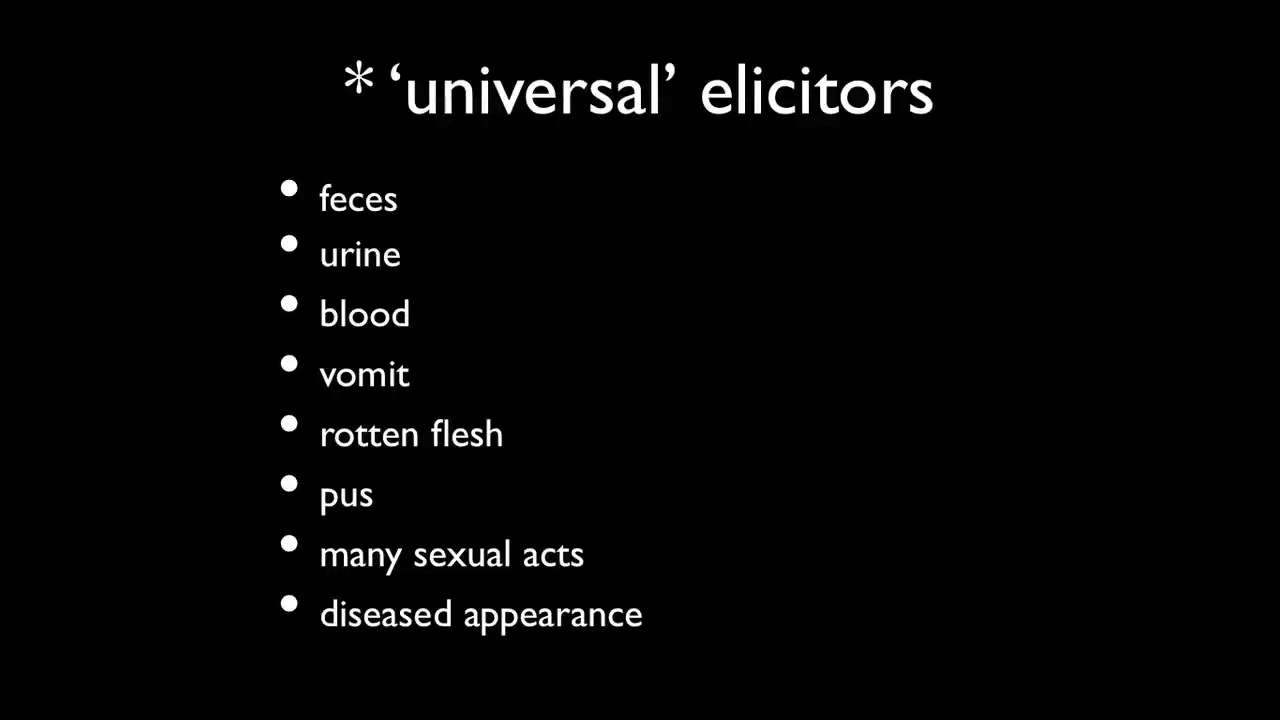 * ‘universal’ elicitors
• feces
• urine
• blood
• vomit
• rotten flesh
• pus
• many sexual acts
• diseased appearance